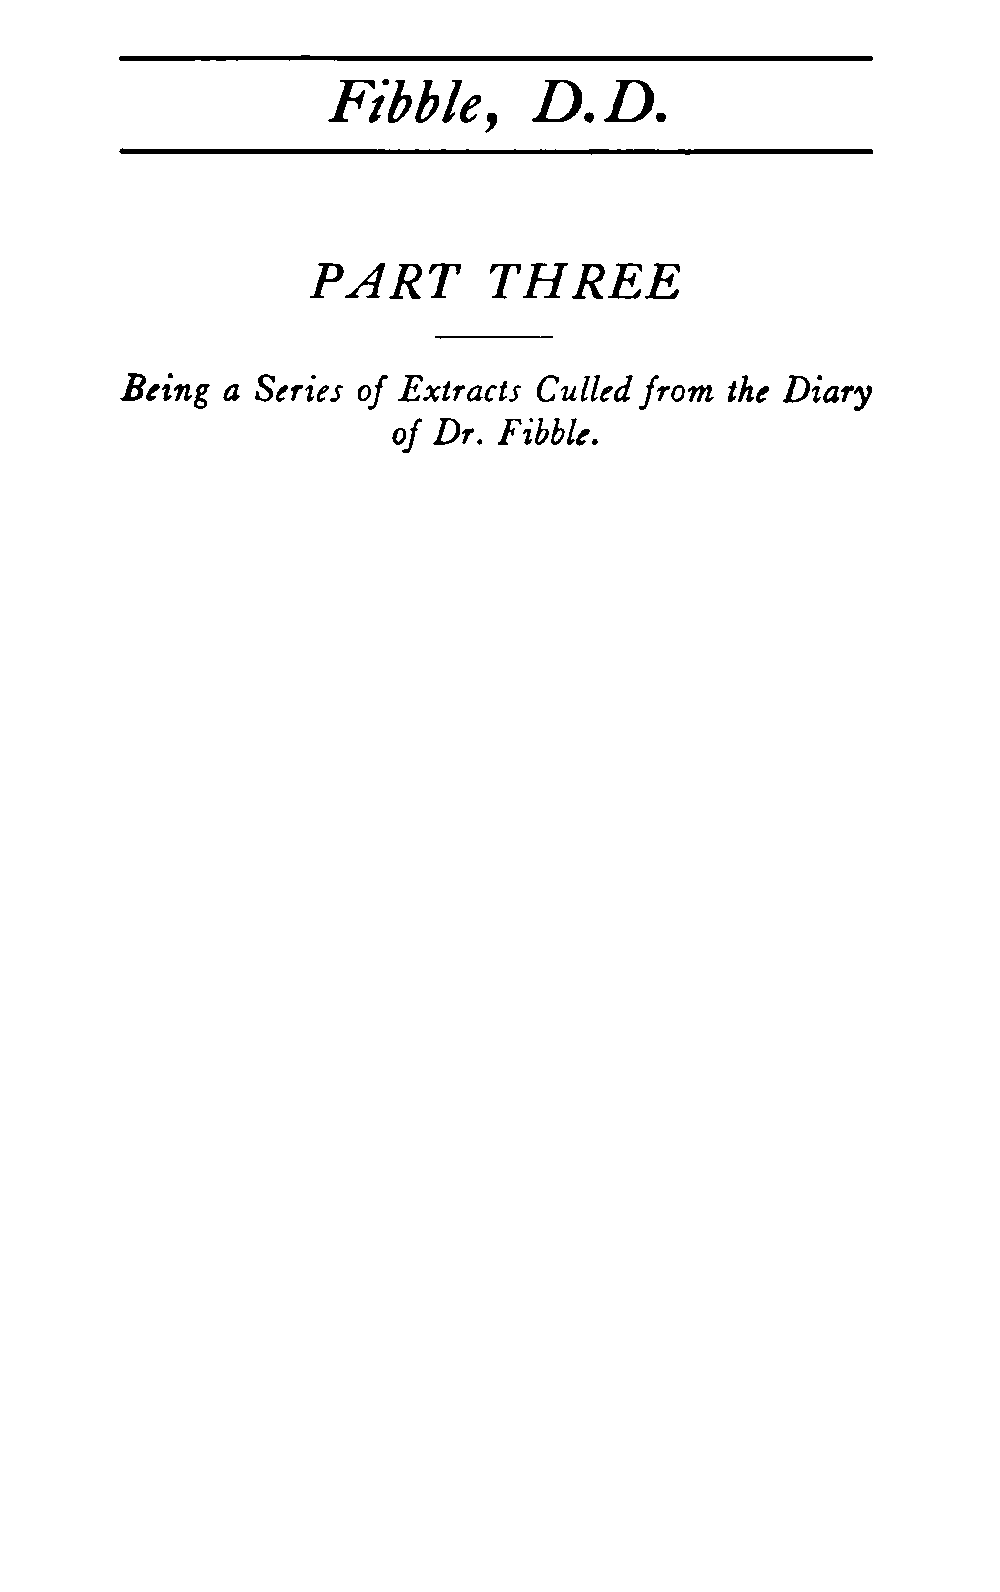 Fibble, D.D.
PART THREE
Being a Series of Extracts Culled from the Diary
of Dr. Fibble.